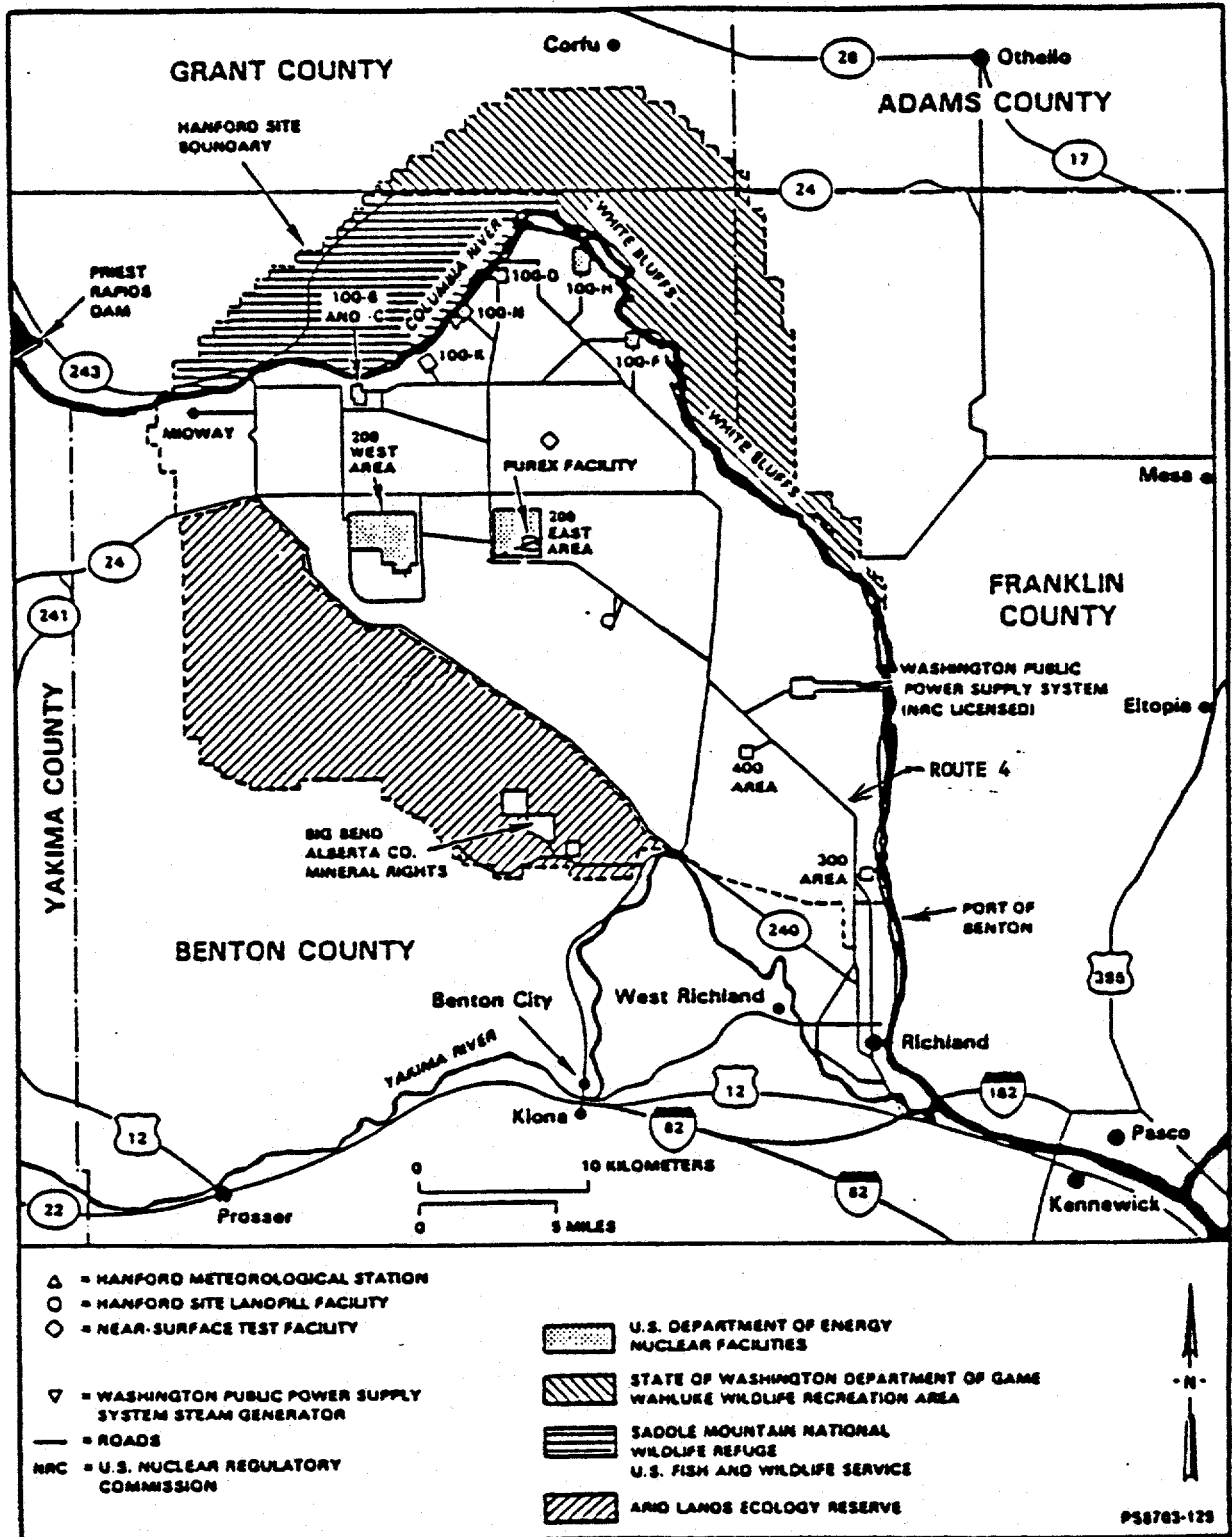 Corfu
28
Othello
GRANT COUNTY
ADAMS COUNTY
HANFORD SITE
BOUNDARY
17
24
WHITE BLUFFS
COLUMBIA RIVER
PRIEST
RAPIDS
DAM
100-D
100-H
100-B
AND -C
100-N
100-K
100-F
243
MIDWAY
WHITE BLUFFS
200
WEST
AREA
PUREX FACILITY
Mesa
200
EAST
AREA
24
241
FRANKLIN
COUNTY
WASHINGTON PUBLIC
POWER SUPPLY SYSTEM
(NRC LICENSED)
Eltopia
YAKIMA COUNTY
400
AREA
ROUTE 4
BIG BEND
ALBERTA CO.
MINERAL RIGHTS
300
AREA
PORT OF
BENTON
240
BENTON COUNTY
395
Benton City
West Richland
Richland
YAKIMA RIVER
12
182
12
Kiona
82
Pasco
0
10 KILOMETERS
82
Kennewick
22
Prosser
0
5 MILES
△ = HANFORD METEOROLOGICAL STATION
○ = HANFORD SITE LANDFILL FACILITY
◇ = NEAR-SURFACE TEST FACILITY
▽ = WASHINGTON PUBLIC POWER SUPPLY
SYSTEM STEAM GENERATOR
— = ROADS
NRC = U.S. NUCLEAR REGULATORY
COMMISSION
U.S. DEPARTMENT OF ENERGY
NUCLEAR FACILITIES
STATE OF WASHINGTON DEPARTMENT OF GAME
WAHLUKE WILDLIFE RECREATION AREA
SADDLE MOUNTAIN NATIONAL
WILDLIFE REFUGE
U.S. FISH AND WILDLIFE SERVICE
ARID LANDS ECOLOGY RESERVE
-N-
PS8763-125